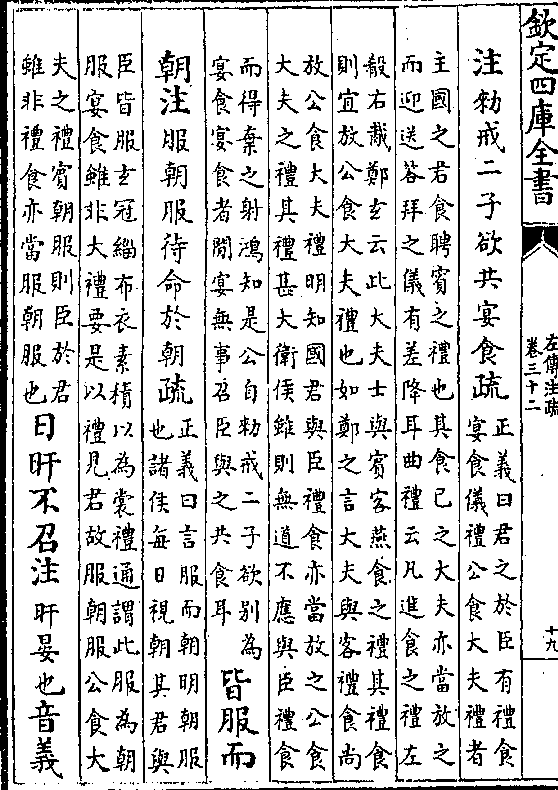 欽定四庫全書
左傳注疏
卷三十二
十九
注勑戒二子欲共宴食疏
正義曰君之於臣有禮食
宴食儀禮公食大夫禮者
主國之君食聘賓之禮也其食已之大夫亦當放之
而迎送荅拜之儀有差降耳曲禮云凡進食之禮左
殽右胾鄭玄云此大夫士與賓客燕食之禮其禮食
則宜放公食大夫禮也如鄭之言大夫與客禮食尚
放公食大夫禮明知國君與臣禮食亦當放之公食
大夫之禮其禮甚大衛侯雖則無道不應與臣禮食
而得棄之射鴻知是公自勑戒二子欲別為
宴食宴食者閒宴無事召臣與之共食耳
皆服而
朝注服朝服待命於朝疏
正義曰言服而朝明朝服
也諸侯每日視朝其君與
臣皆服玄冠緇布衣素積以為裳禮通謂此服為朝
服宴食雖非大禮要是以禮見君故服朝服公食大
夫之禮賓朝服則臣於君
雖非禮食亦當服朝服也
日旰不召注旰晏也音義